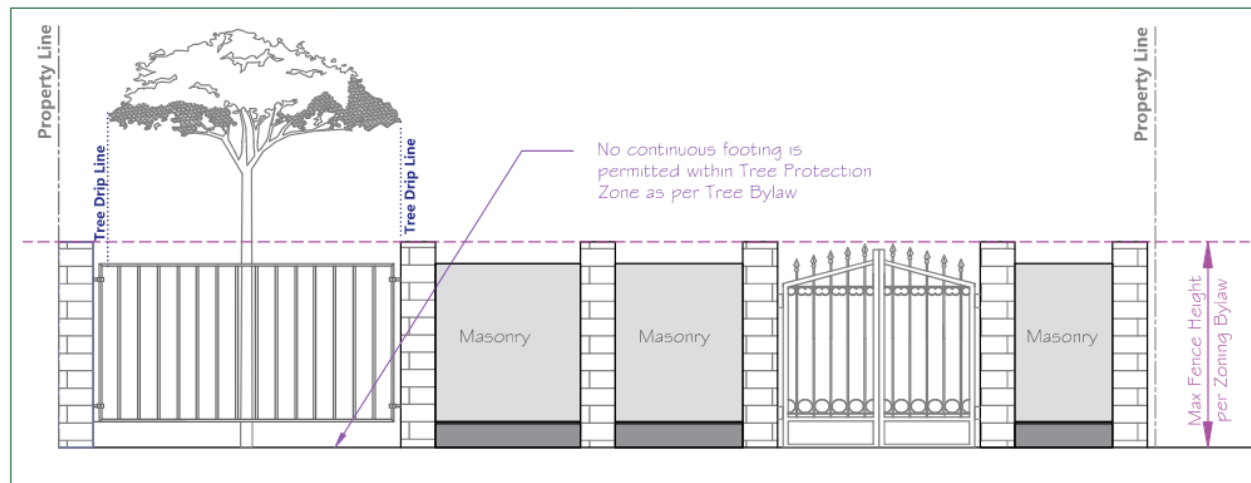 Property Line
Tree Drip Line
Tree Drip Line
No continuous footing is
permitted within Tree Protection
Zone as per Tree Bylaw
Property Line
Masonry
Masonry
Masonry
Max Fence Height
per Zoning Bylaw